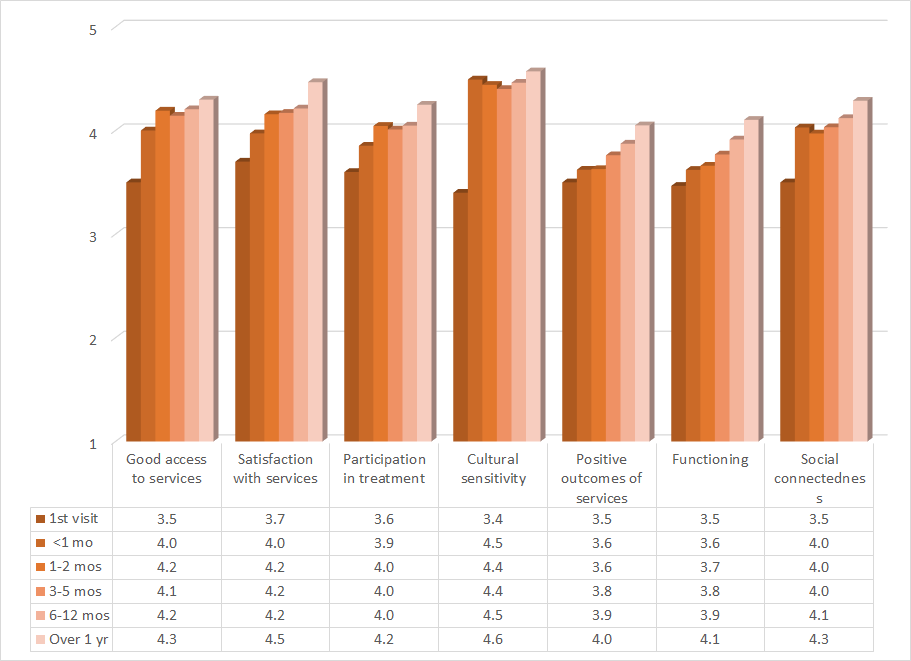 5
4
3
2
1
Good access to services
Satisfaction with services
Participation in treatment
Cultural sensitivity
Positive outcomes of services
Functioning
Social connectednes s
1st visit 3.5 3.7 3.6 3.4 3.5 3.5 3.5
<1 mo 4.0 4.0 3.9 4.5 3.6 3.6 4.0
1-2 mos 4.2 4.2 4.0 4.4 3.6 3.7 4.0
3-5 mos 4.1 4.2 4.0 4.4 3.8 3.8 4.0
6-12 mos 4.2 4.2 4.0 4.5 3.9 3.9 4.1
Over 1 yr 4.3 4.5 4.2 4.6 4.0 4.1 4.3